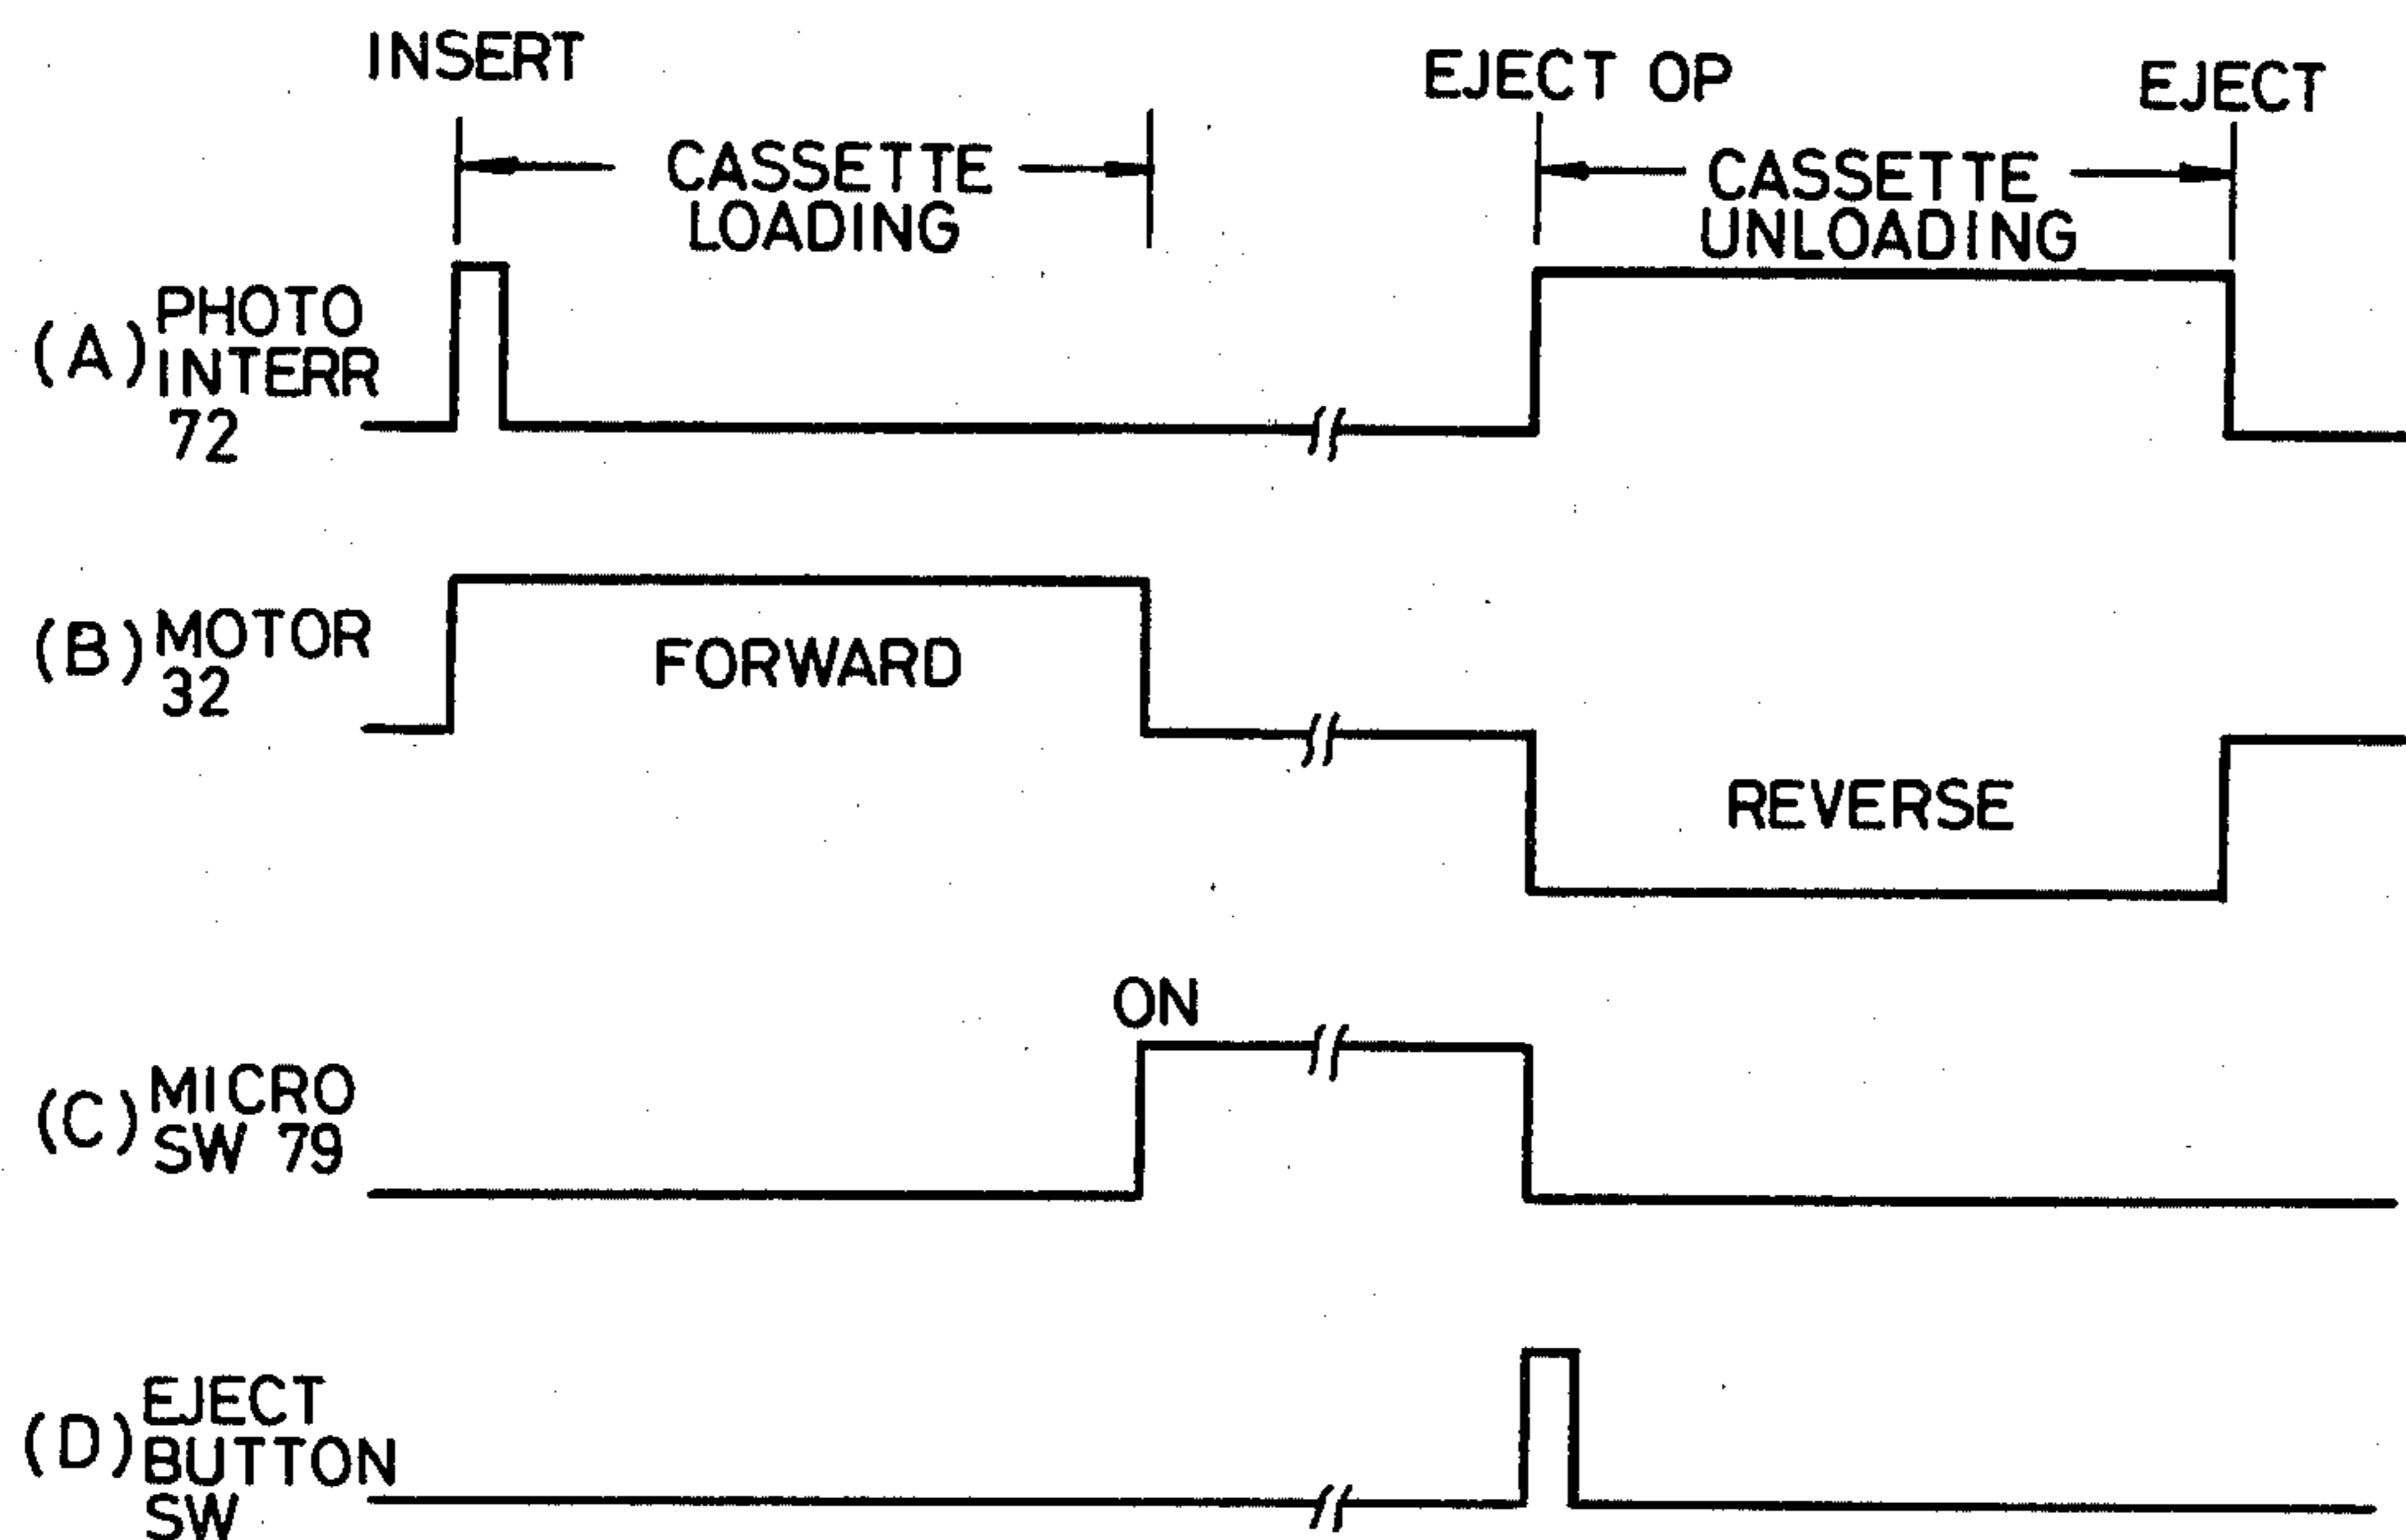 INSERT
EJECT OP
EJECT
CASSETTE
LOADING
CASSETTE
UNLOADING
(A) PHOTO
INTERR
72
(B) MOTOR
32
FORWARD
REVERSE
ON
(C) MICRO
SW 79
(D) EJECT
BUTTON
SW